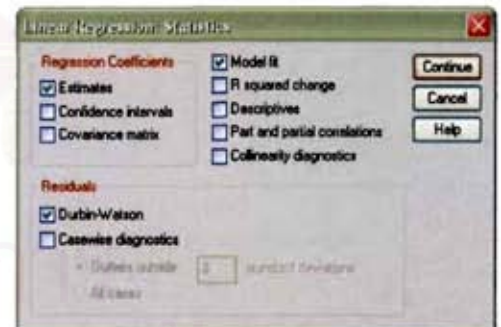 Linear Regression: Statistics
Regression Coefficients
Estimates
Confidence intervals
Covariance matrix
Model fit
R squared change
Descriptives
Part and partial correlations
Collinearity diagnostics
Continue
Cancel
Help
Residuals
Durbin-Watson
Casewise diagnostics
Outliers outside standard deviations
All cases